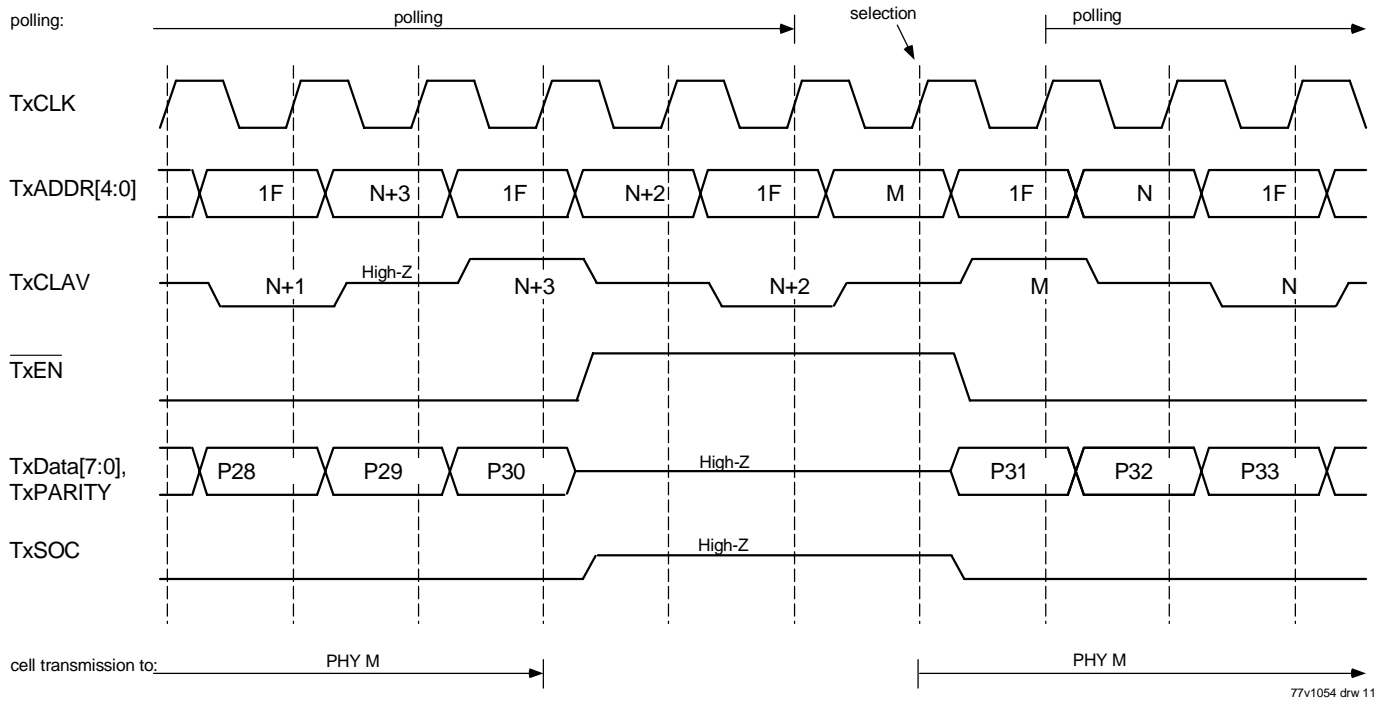 polling: polling selection polling
TxCLK
TxADDR[4:0] 1F N+3 1F N+2 1F M 1F N 1F
TxCLAV N+1 High-Z N+3 N+2 M N
TxEN
TxData[7:0], TxPARITY P28 P29 P30 High-Z P31 P32 P33
TxSOC High-Z
cell transmission to: PHY M PHY M
77v1054 drw 11